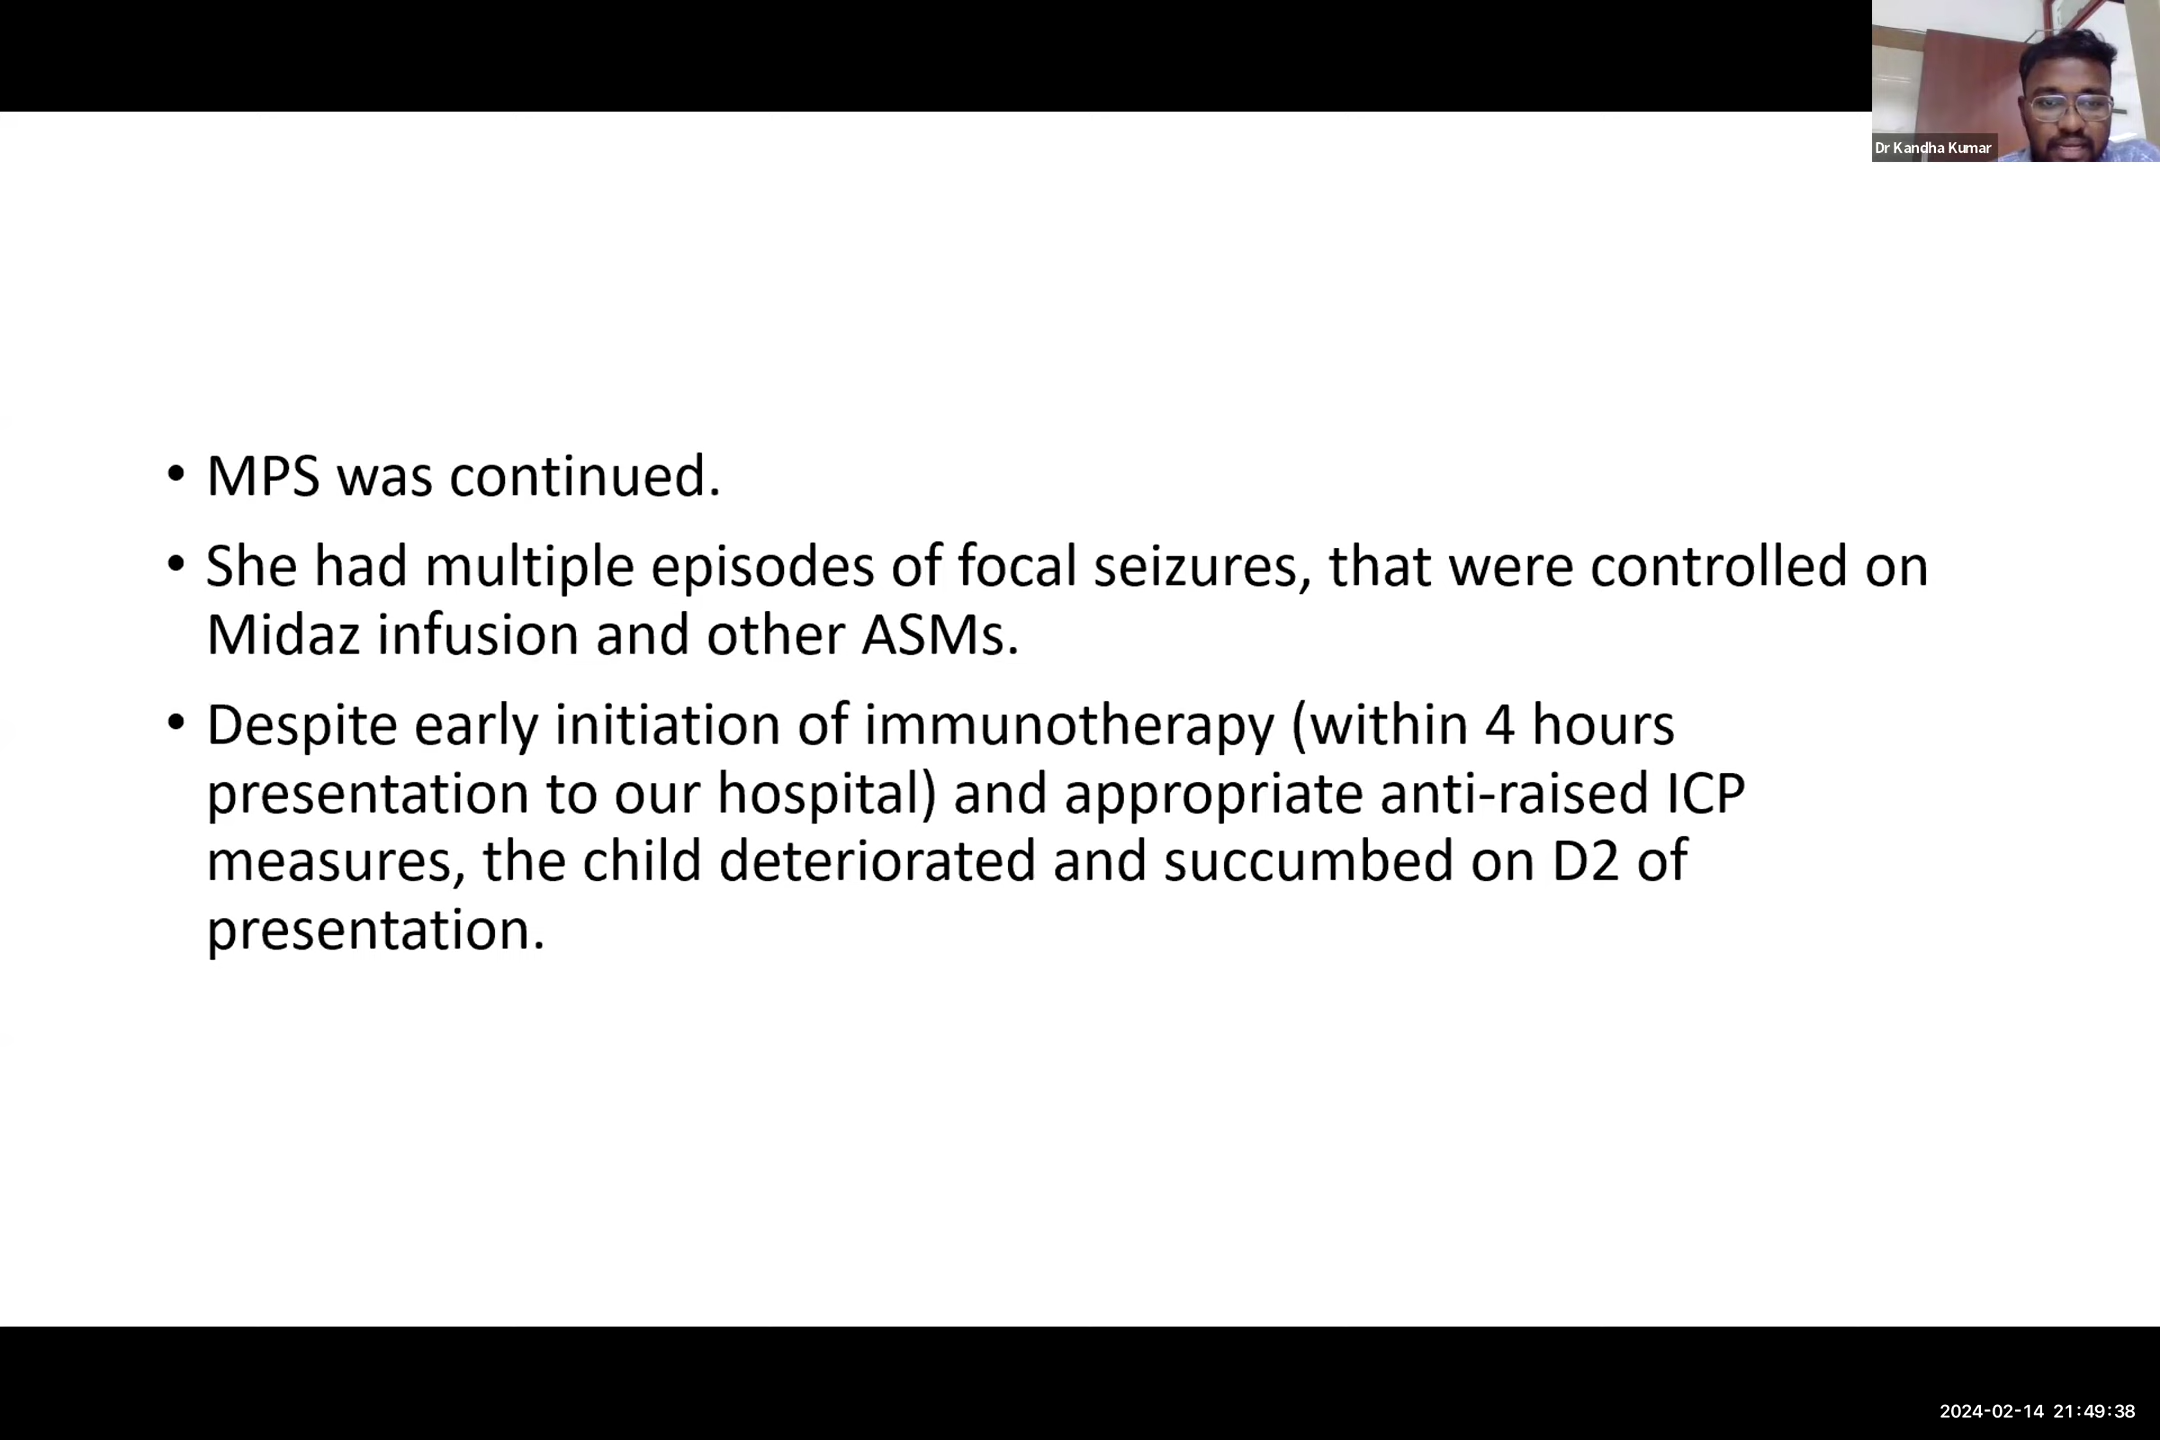 Dr Kandha Kumar
• MPS was continued.
• She had multiple episodes of focal seizures, that were controlled on
Midaz infusion and other ASMs.
• Despite early initiation of immunotherapy (within 4 hours
presentation to our hospital) and appropriate anti-raised ICP
measures, the child deteriorated and succumbed on D2 of
presentation.
2024-02-14 21:49:38